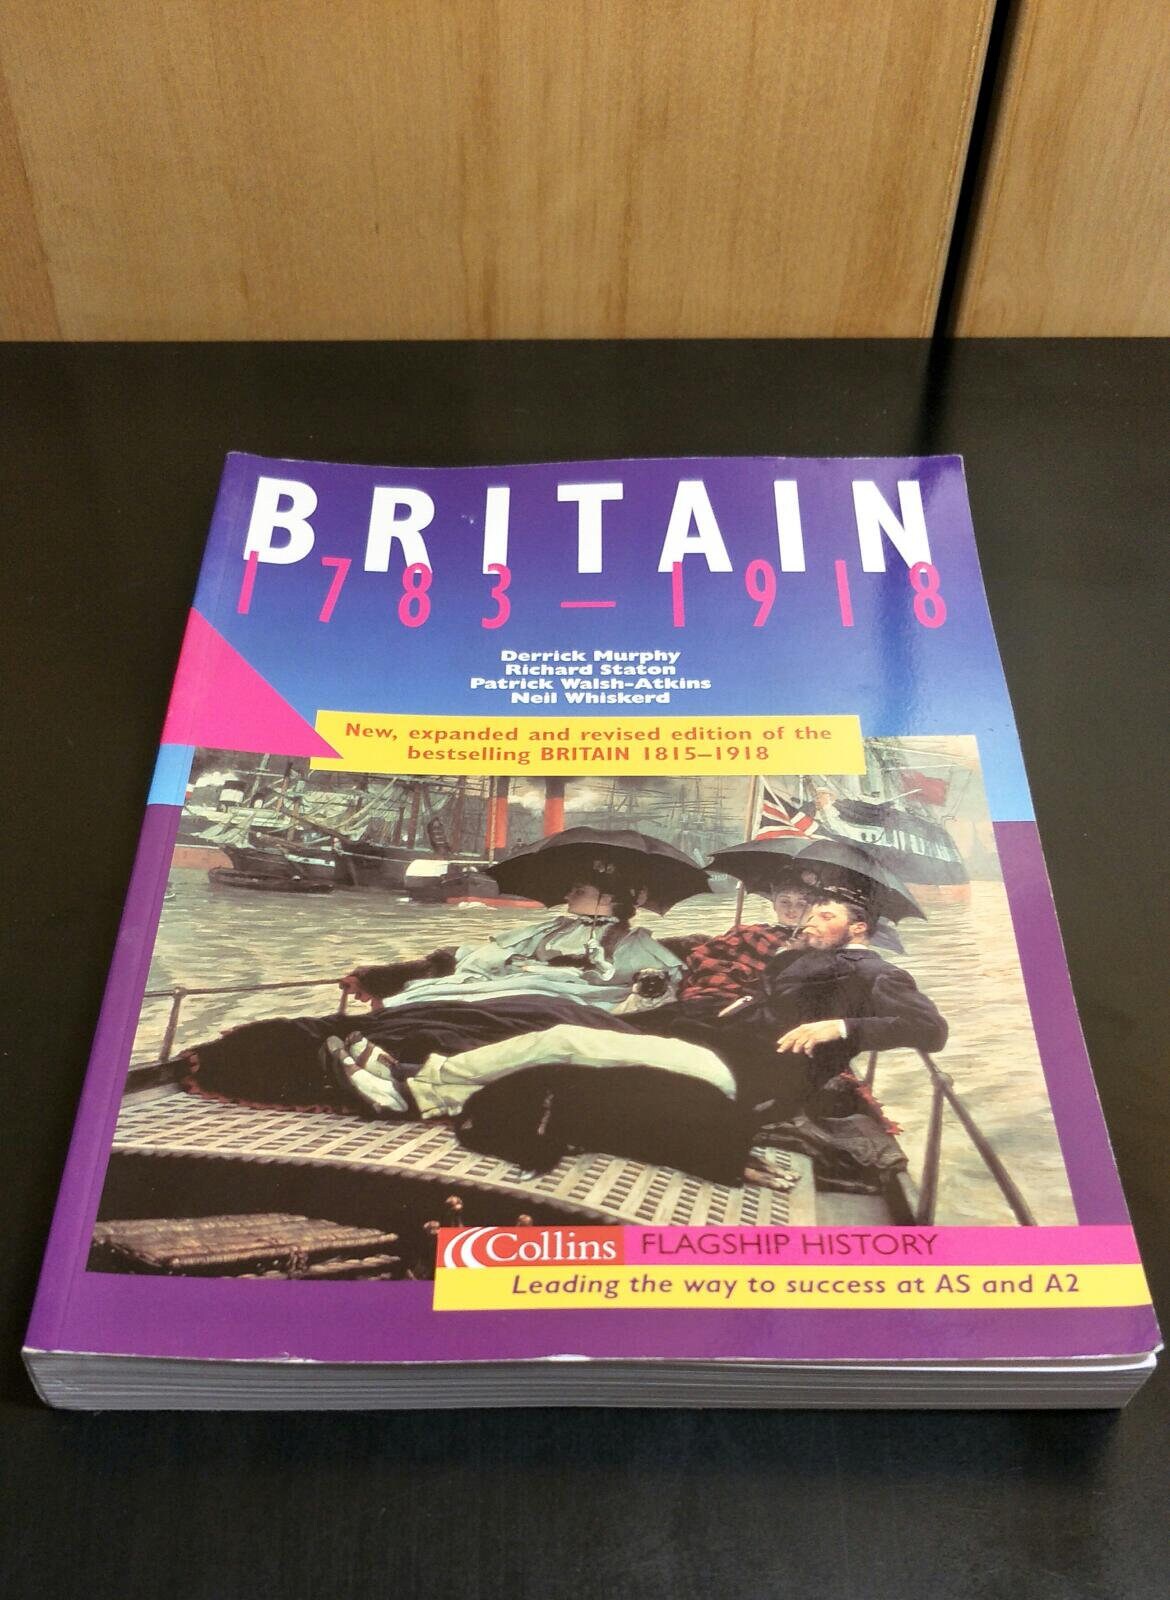 BRITAIN
1783–1918
Derrick Murphy
Richard Staton
Patrick Walsh-Atkins
Neil Whiskerd
New, expanded and revised edition of the
bestselling BRITAIN 1815–1918
Collins FLAGSHIP HISTORY
Leading the way to success at AS and A2